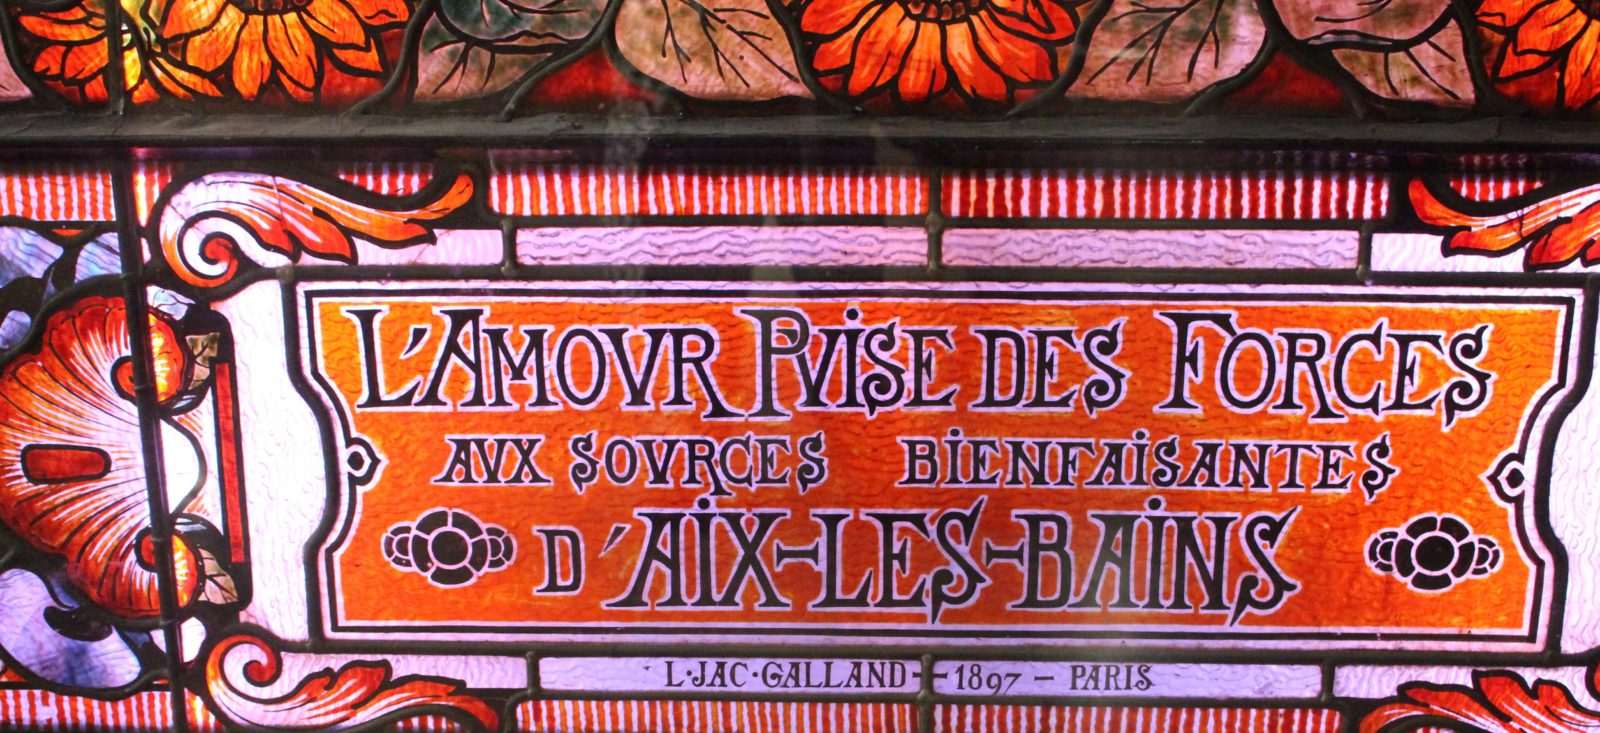 L'AMOVR PVISE DES FORCES
AVX SOVRCES BIENFAISANTES
D'AIX-LES-BAINS
L·JAC·GALLAND - 1897 - PARIS